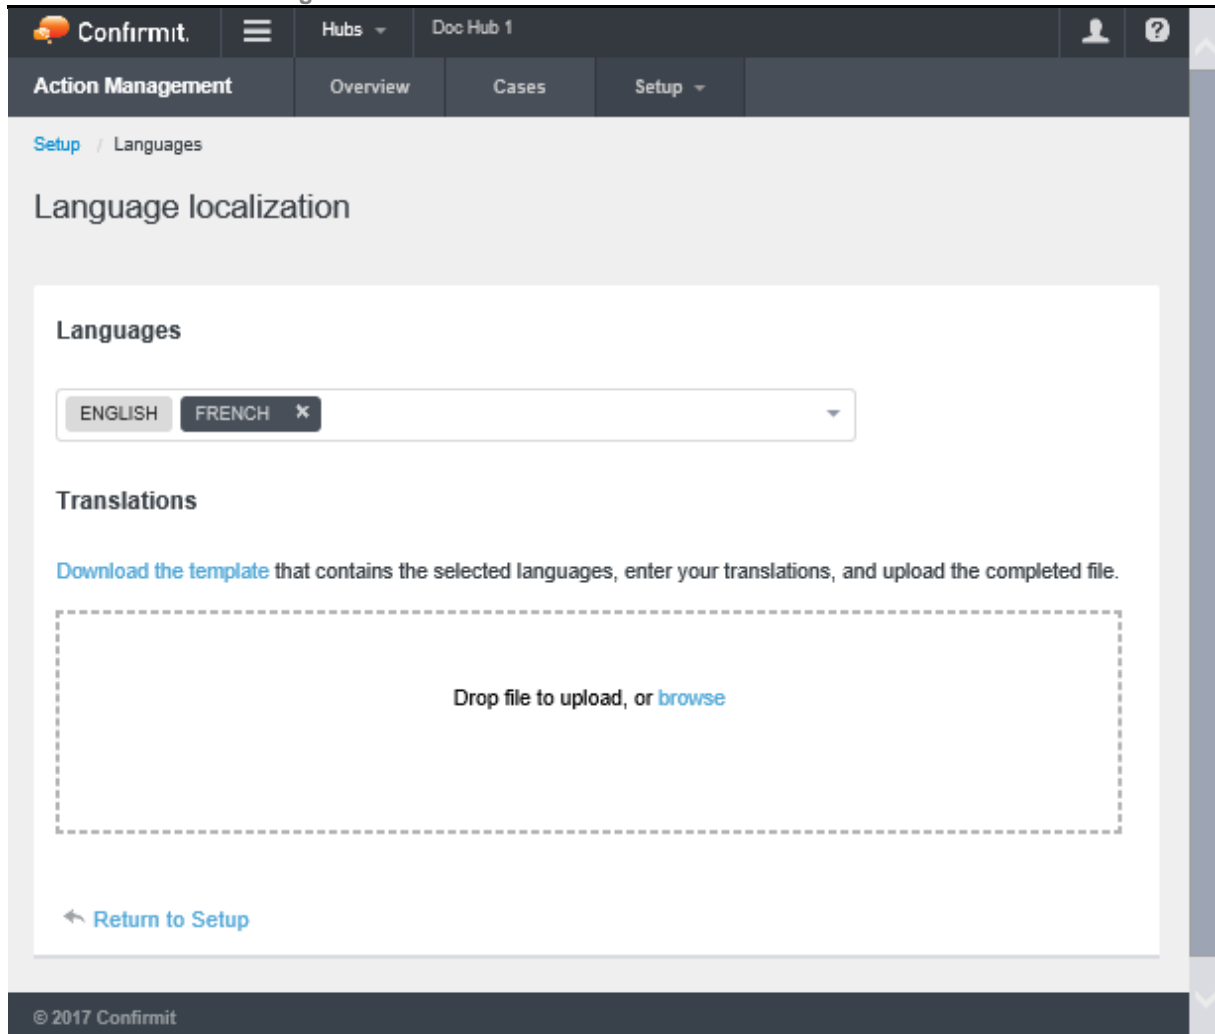 Confirmit.
Hubs
Doc Hub 1
Action Management
Overview
Cases
Setup
Setup / Languages
Language localization
Languages
ENGLISH
FRENCH
Translations
Download the template that contains the selected languages, enter your translations, and upload the completed file.
Drop file to upload, or browse
Return to Setup
© 2017 Confirmit